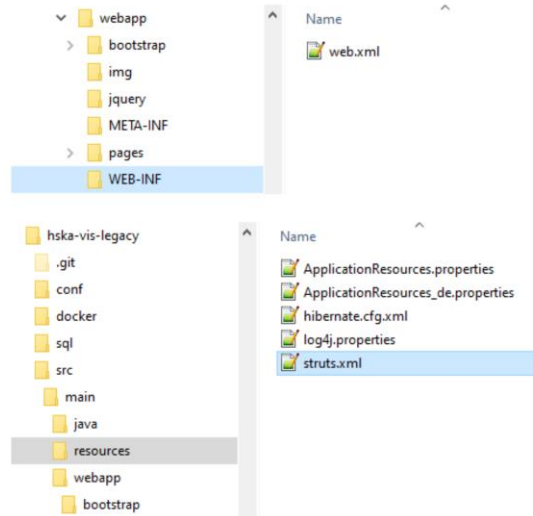 webapp
bootstrap
img
jquery
META-INF
pages
WEB-INF
Name
web.xml
hska-vis-legacy
.git
conf
docker
sql
src
main
java
resources
webapp
bootstrap
Name
ApplicationResources.properties
ApplicationResources_de.properties
hibernate.cfg.xml
log4j.properties
struts.xml